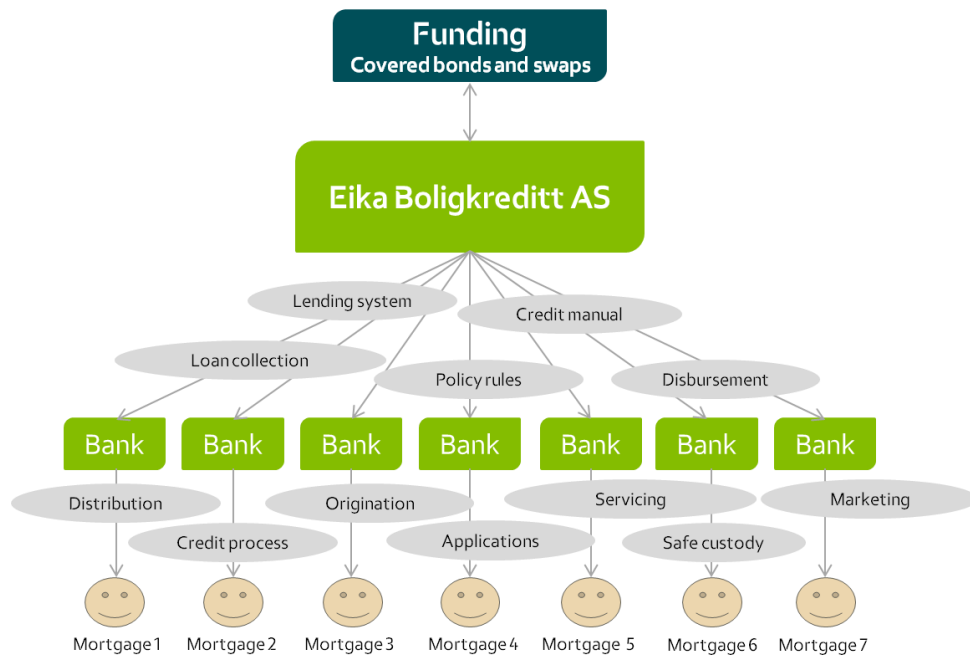 Funding
Covered bonds and swaps
Eika Boligkreditt AS
Lending system
Credit manual
Loan collection
Policy rules
Disbursement
Bank
Bank
Bank
Bank
Bank
Bank
Bank
Distribution
Origination
Servicing
Marketing
Credit process
Applications
Safe custody
Mortgage 1
Mortgage 2
Mortgage 3
Mortgage 4
Mortgage 5
Mortgage 6
Mortgage 7